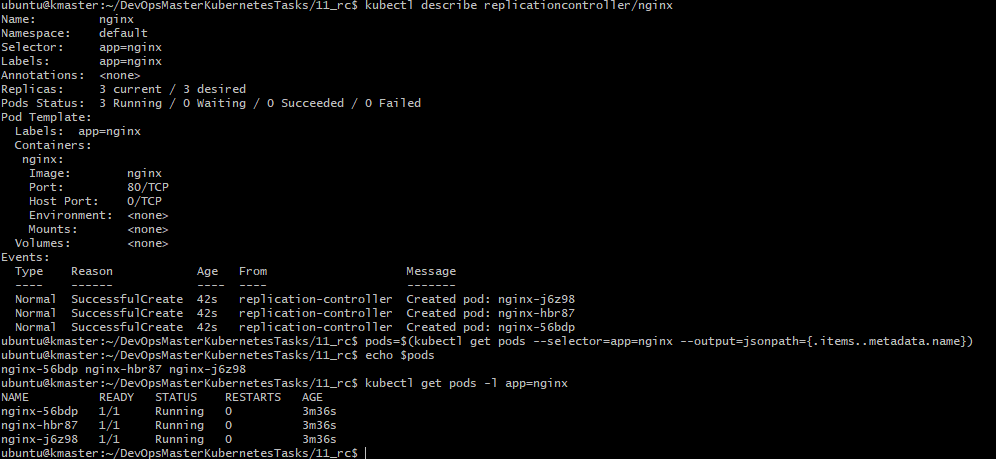 ubuntu@kmaster:~/DevOpsMasterKubernetesTasks/11_rc$ kubectl describe replicationcontroller/nginx
Name:         nginx
Namespace:    default
Selector:     app=nginx
Labels:       app=nginx
Annotations:  <none>
Replicas:     3 current / 3 desired
Pods Status:  3 Running / 0 Waiting / 0 Succeeded / 0 Failed
Pod Template:
  Labels:  app=nginx
  Containers:
   nginx:
    Image:        nginx
    Port:         80/TCP
    Host Port:    0/TCP
    Environment:  <none>
    Mounts:       <none>
  Volumes:        <none>
Events:
  Type    Reason            Age   From                    Message
  ----    ------            ----  ----                    -------
  Normal  SuccessfulCreate  42s   replication-controller  Created pod: nginx-j6z98
  Normal  SuccessfulCreate  42s   replication-controller  Created pod: nginx-hbr87
  Normal  SuccessfulCreate  42s   replication-controller  Created pod: nginx-56bdp
ubuntu@kmaster:~/DevOpsMasterKubernetesTasks/11_rc$ pods=$(kubectl get pods --selector=app=nginx --output=jsonpath={.items..metadata.name})
ubuntu@kmaster:~/DevOpsMasterKubernetesTasks/11_rc$ echo $pods
nginx-56bdp nginx-hbr87 nginx-j6z98
ubuntu@kmaster:~/DevOpsMasterKubernetesTasks/11_rc$ kubectl get pods -l app=nginx
NAME          READY   STATUS    RESTARTS   AGE
nginx-56bdp   1/1     Running   0          3m36s
nginx-hbr87   1/1     Running   0          3m36s
nginx-j6z98   1/1     Running   0          3m36s
ubuntu@kmaster:~/DevOpsMasterKubernetesTasks/11_rc$